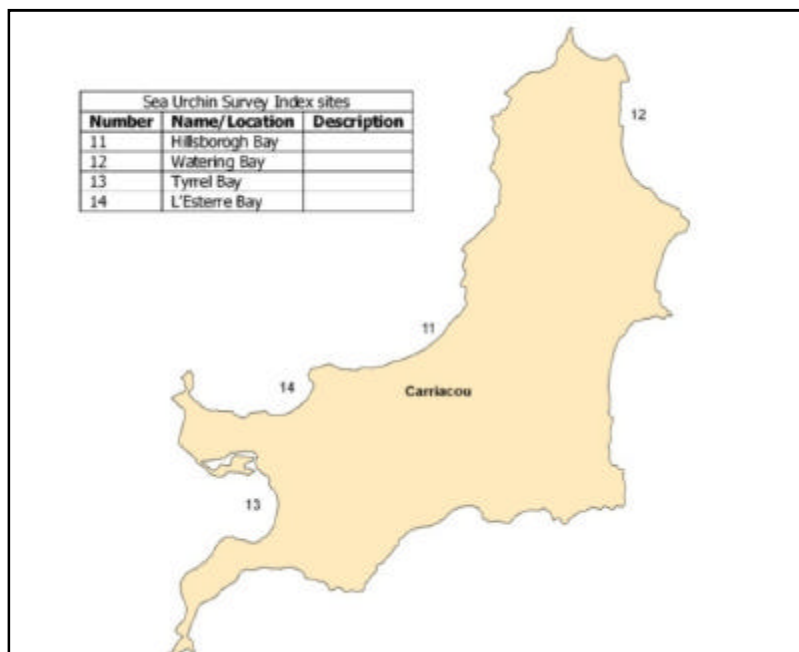 Sea Urchin Survey Index sites
Number Name/Location Description
11 Hillsborogh Bay
12 Watering Bay
13 Tyrrel Bay
14 L'Esterre Bay
12
11
14
Carriacou
13